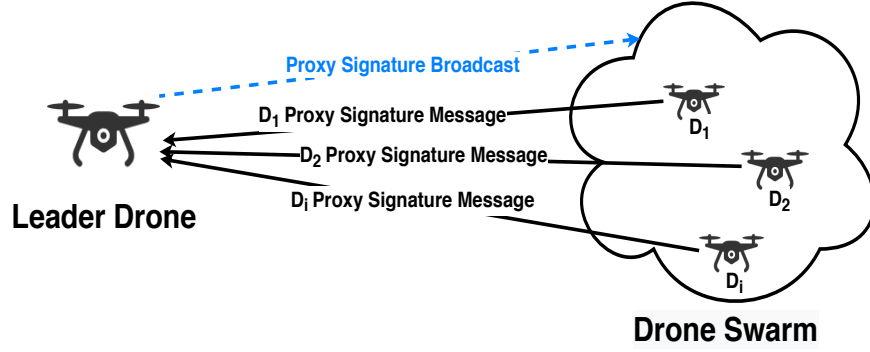 Proxy Signature Broadcast
D1 Proxy Signature Message
D1
D2 Proxy Signature Message
D2
Di Proxy Signature Message
Leader Drone
Di
Drone Swarm